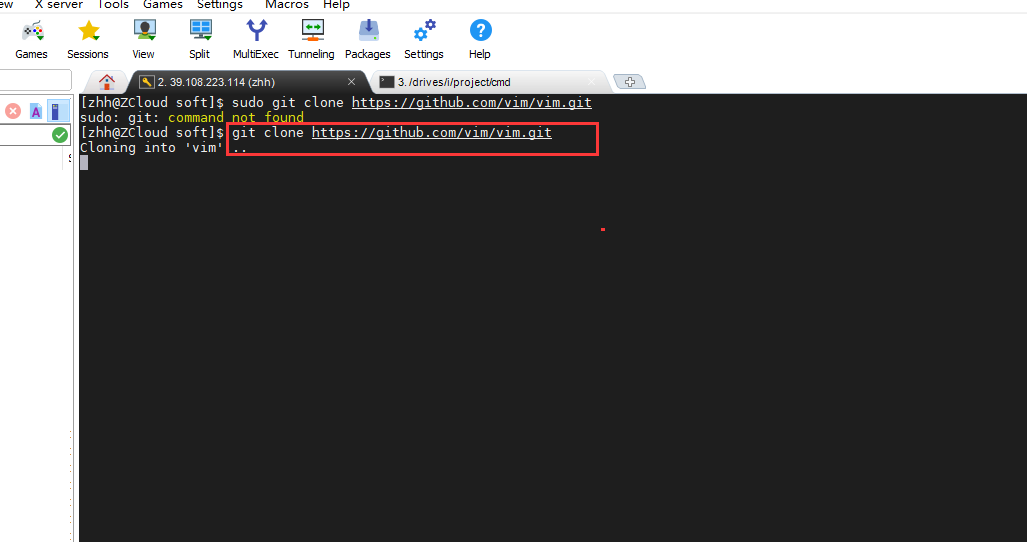 X server Tools Games Settings Macros Help
Games Sessions View Split MultiExec Tunneling Packages Settings Help
2. 39.108.223.114 (zhh) 3. /drives/i/project/cmd
[zhh@ZCloud soft]$ sudo git clone https://github.com/vim/vim.git
sudo: git: command not found
[zhh@ZCloud soft]$ git clone https://github.com/vim/vim.git
Cloning into 'vim'...